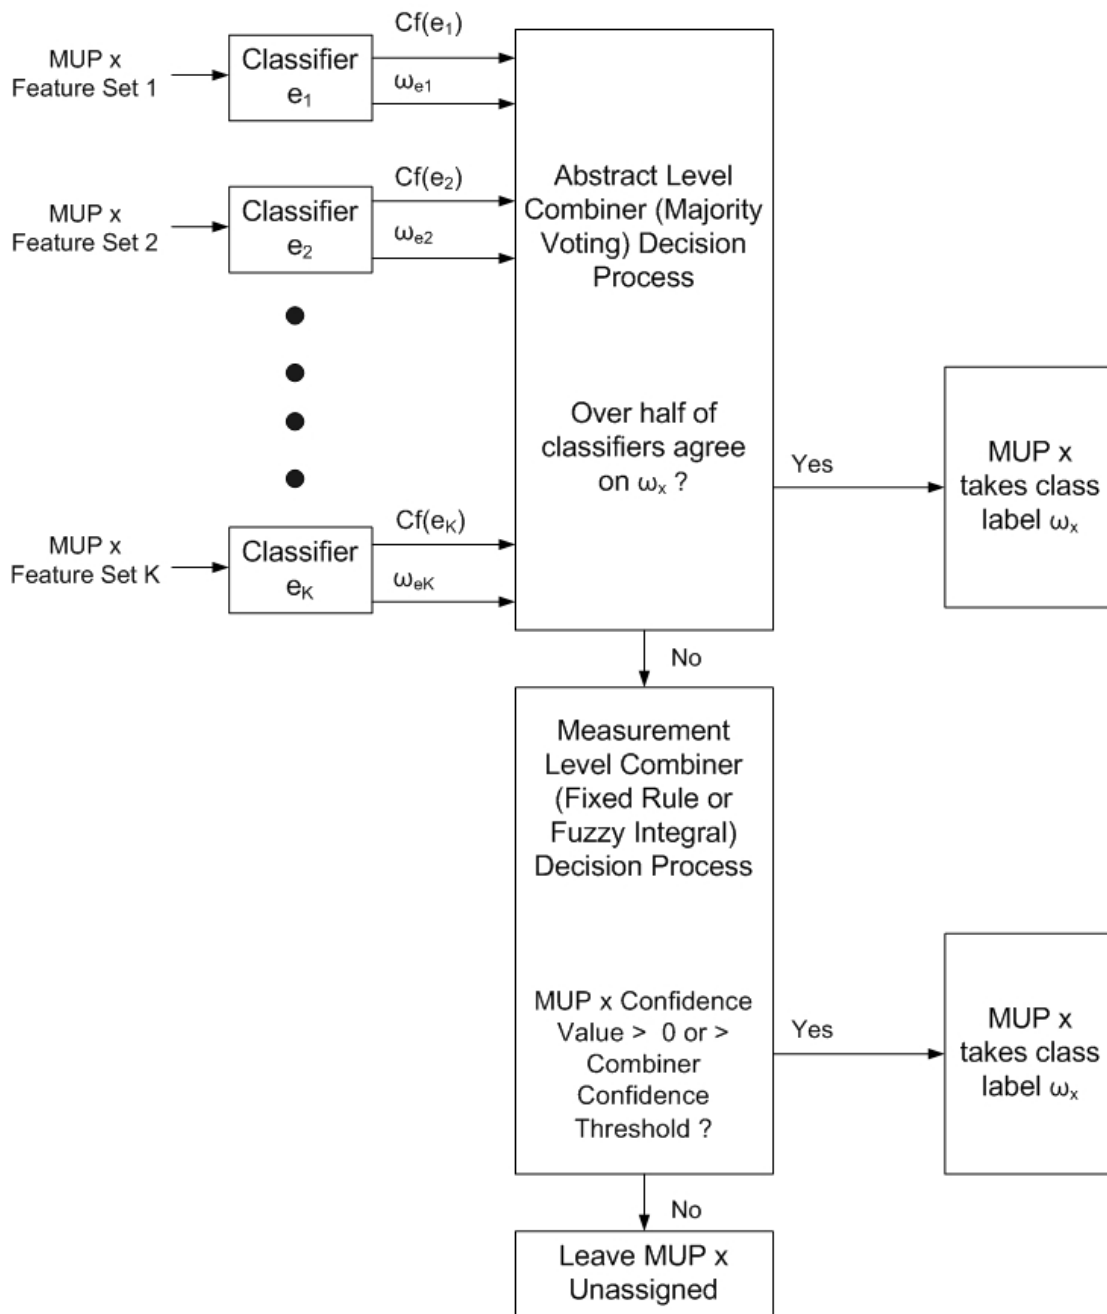 MUP x
Feature Set 1
Classifier
e₁
Cf(e₁)
ωₑ₁
MUP x
Feature Set 2
Classifier
e₂
Cf(e₂)
ωₑ₂
Abstract Level
Combiner (Majority
Voting) Decision
Process
Over half of
classifiers agree
on ωₓ ?
Yes
MUP x
takes class
label ωₓ
MUP x
Feature Set K
Classifier
e_K
Cf(e_K)
ω_eK
No
Measurement
Level Combiner
(Fixed Rule or
Fuzzy Integral)
Decision Process
MUP x Confidence
Value > 0 or >
Combiner
Confidence
Threshold ?
Yes
MUP x
takes class
label ωₓ
No
Leave MUP x
Unassigned